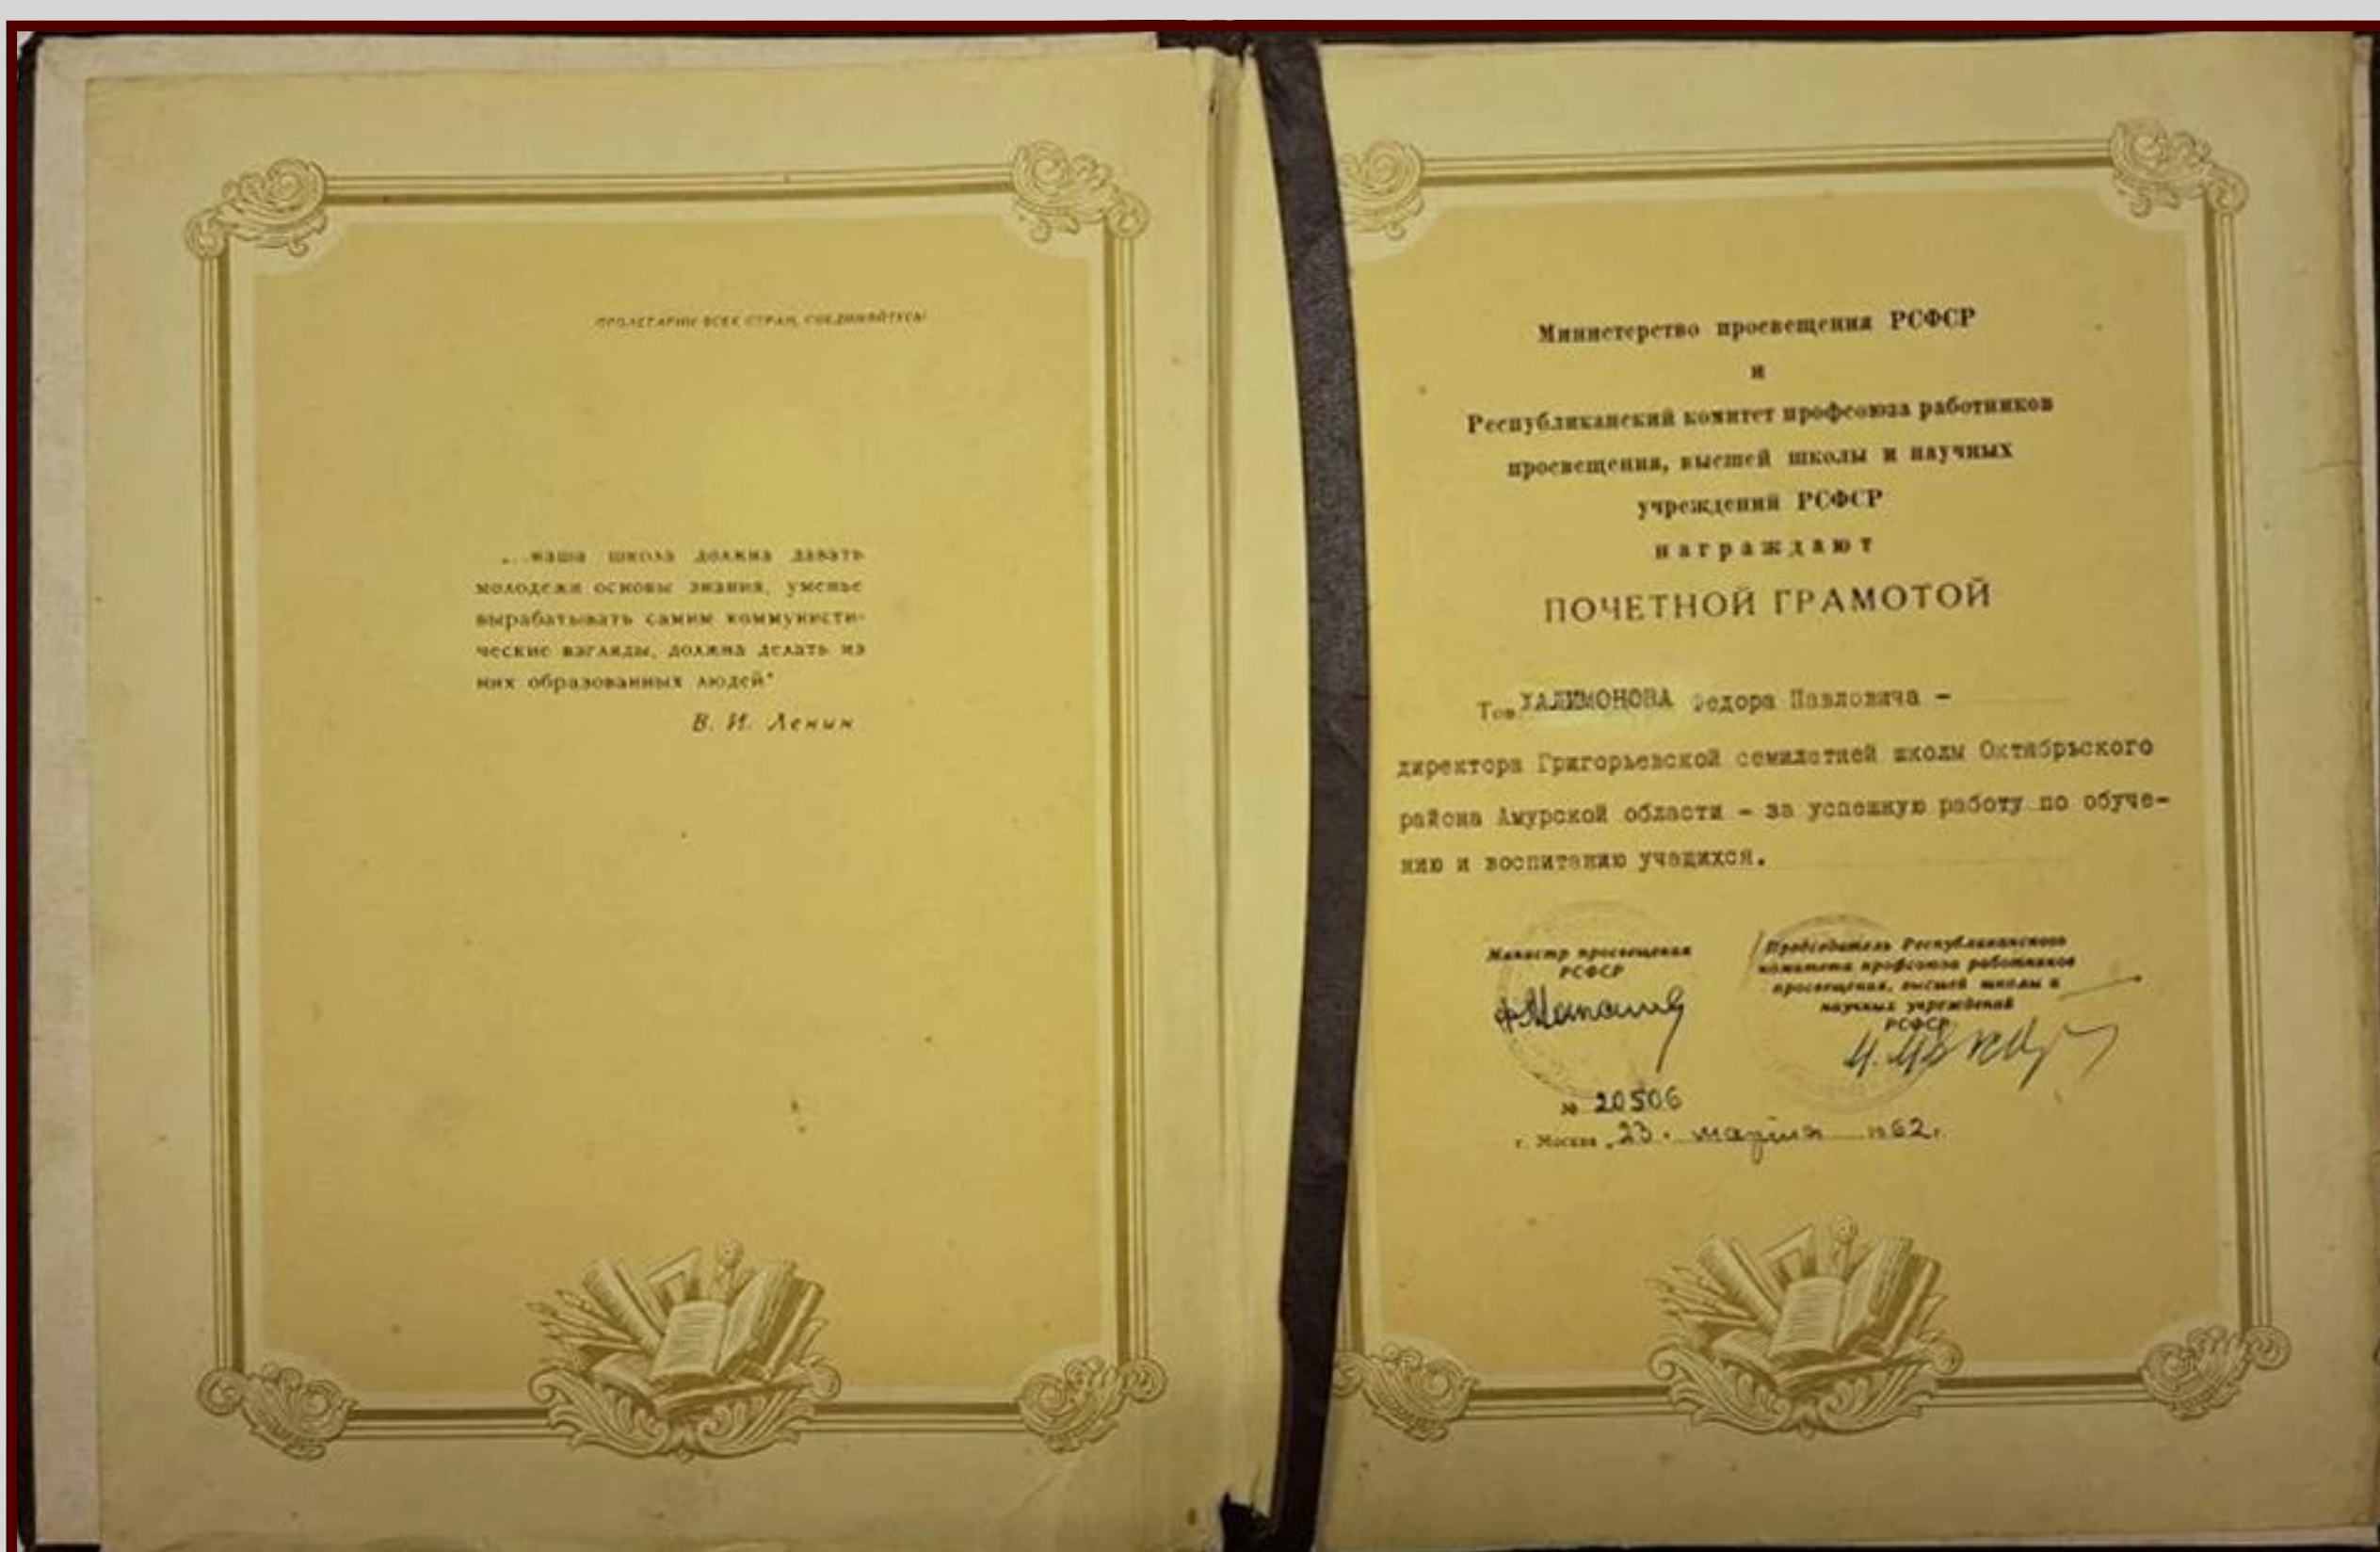 ПРОЛЕТАРИИ ВСЕХ СТРАН, СОЕДИНЯЙТЕСЬ!
„...наша школа должна давать
молодежи основы знания, уменье
вырабатывать самим коммунисти-
ческие взгляды, должна делать из
них образованных людей"
В. И. Ленин
Министерство просвещения РСФСР
и
Республиканский комитет профсоюза работников
просвещения, высшей школы и научных
учреждений РСФСР
награждают
ПОЧЕТНОЙ ГРАМОТОЙ
Тов ХАЛИМОНОВА Федора Павловича -
директора Григорьевской семилетней школы Октябрьского
района Амурской области - за успешную работу по обуче-
нию и воспитанию учащихся.
Министр просвещения
РСФСР
Председатель Республиканского
комитета профсоюза работников
просвещения, высшей школы и
научных учреждений
РСФСР
№ 20506
г. Москва „23" марта 1962 г.